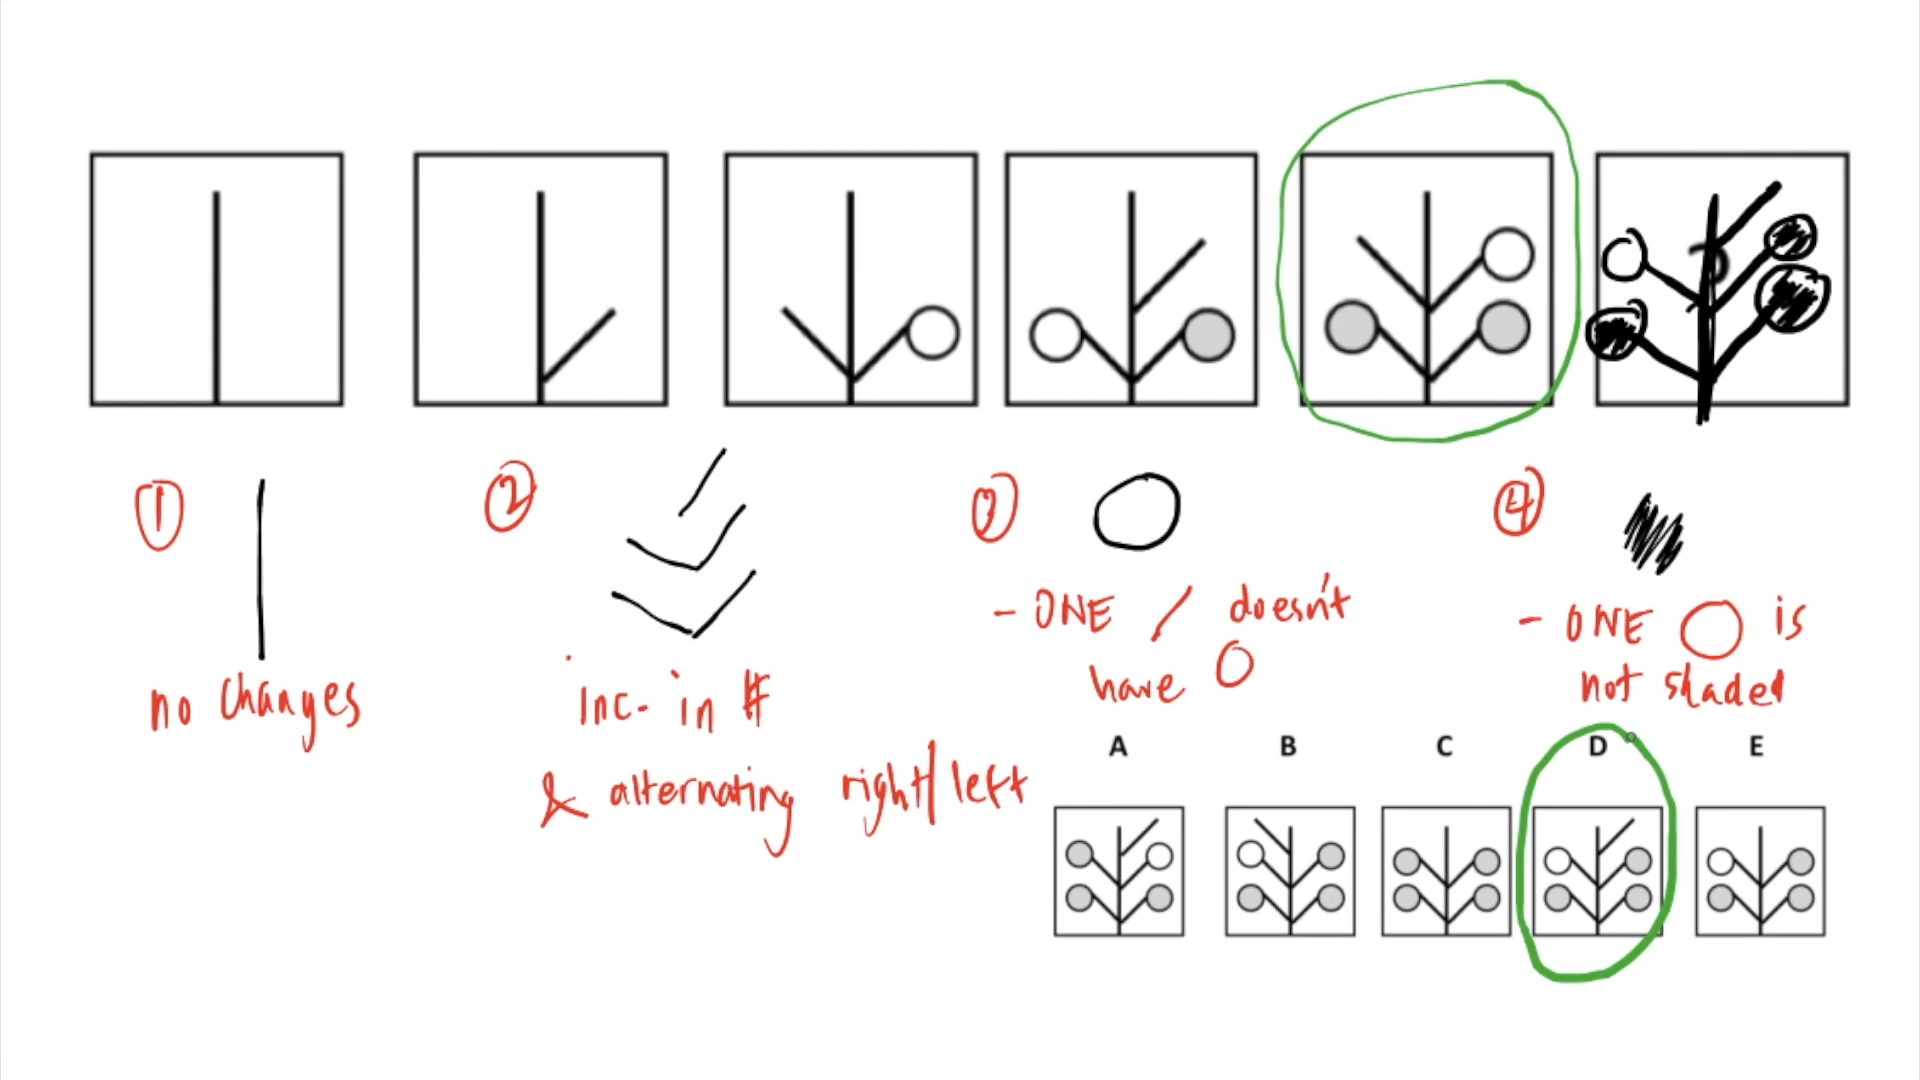 ?
① no changes
② inc. in #
& alternating right/left
③
- ONE / doesn't
have O
④
- ONE O is
not shaded
A B C D E